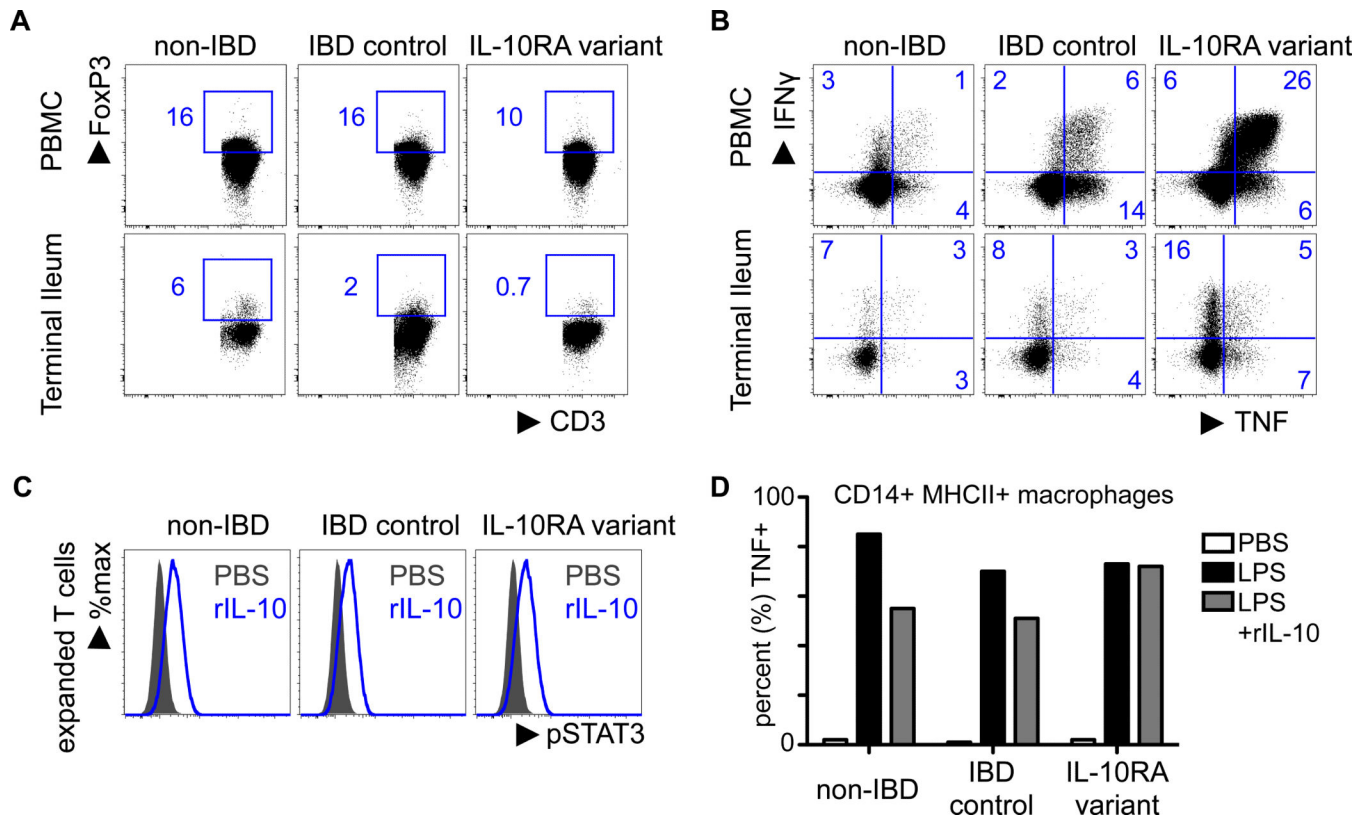 A
non-IBD IBD control IL-10RA variant
PBMC
▶ FoxP3
16 16 10
Terminal Ileum
6 2 0.7
▶ CD3
B
non-IBD IBD control IL-10RA variant
PBMC
▶ IFNγ
3 1 2 6 6 26
4 14 6
Terminal Ileum
7 3 8 3 16 5
3 4 7
▶ TNF
C
non-IBD IBD control IL-10RA variant
expanded T cells
▶ %max
PBS PBS PBS
rIL-10 rIL-10 rIL-10
▶ pSTAT3
D
CD14+ MHCII+ macrophages
percent (%) TNF+
100
0
non-IBD
IBD
control
IL-10RA
variant
PBS
LPS
LPS
+rIL-10